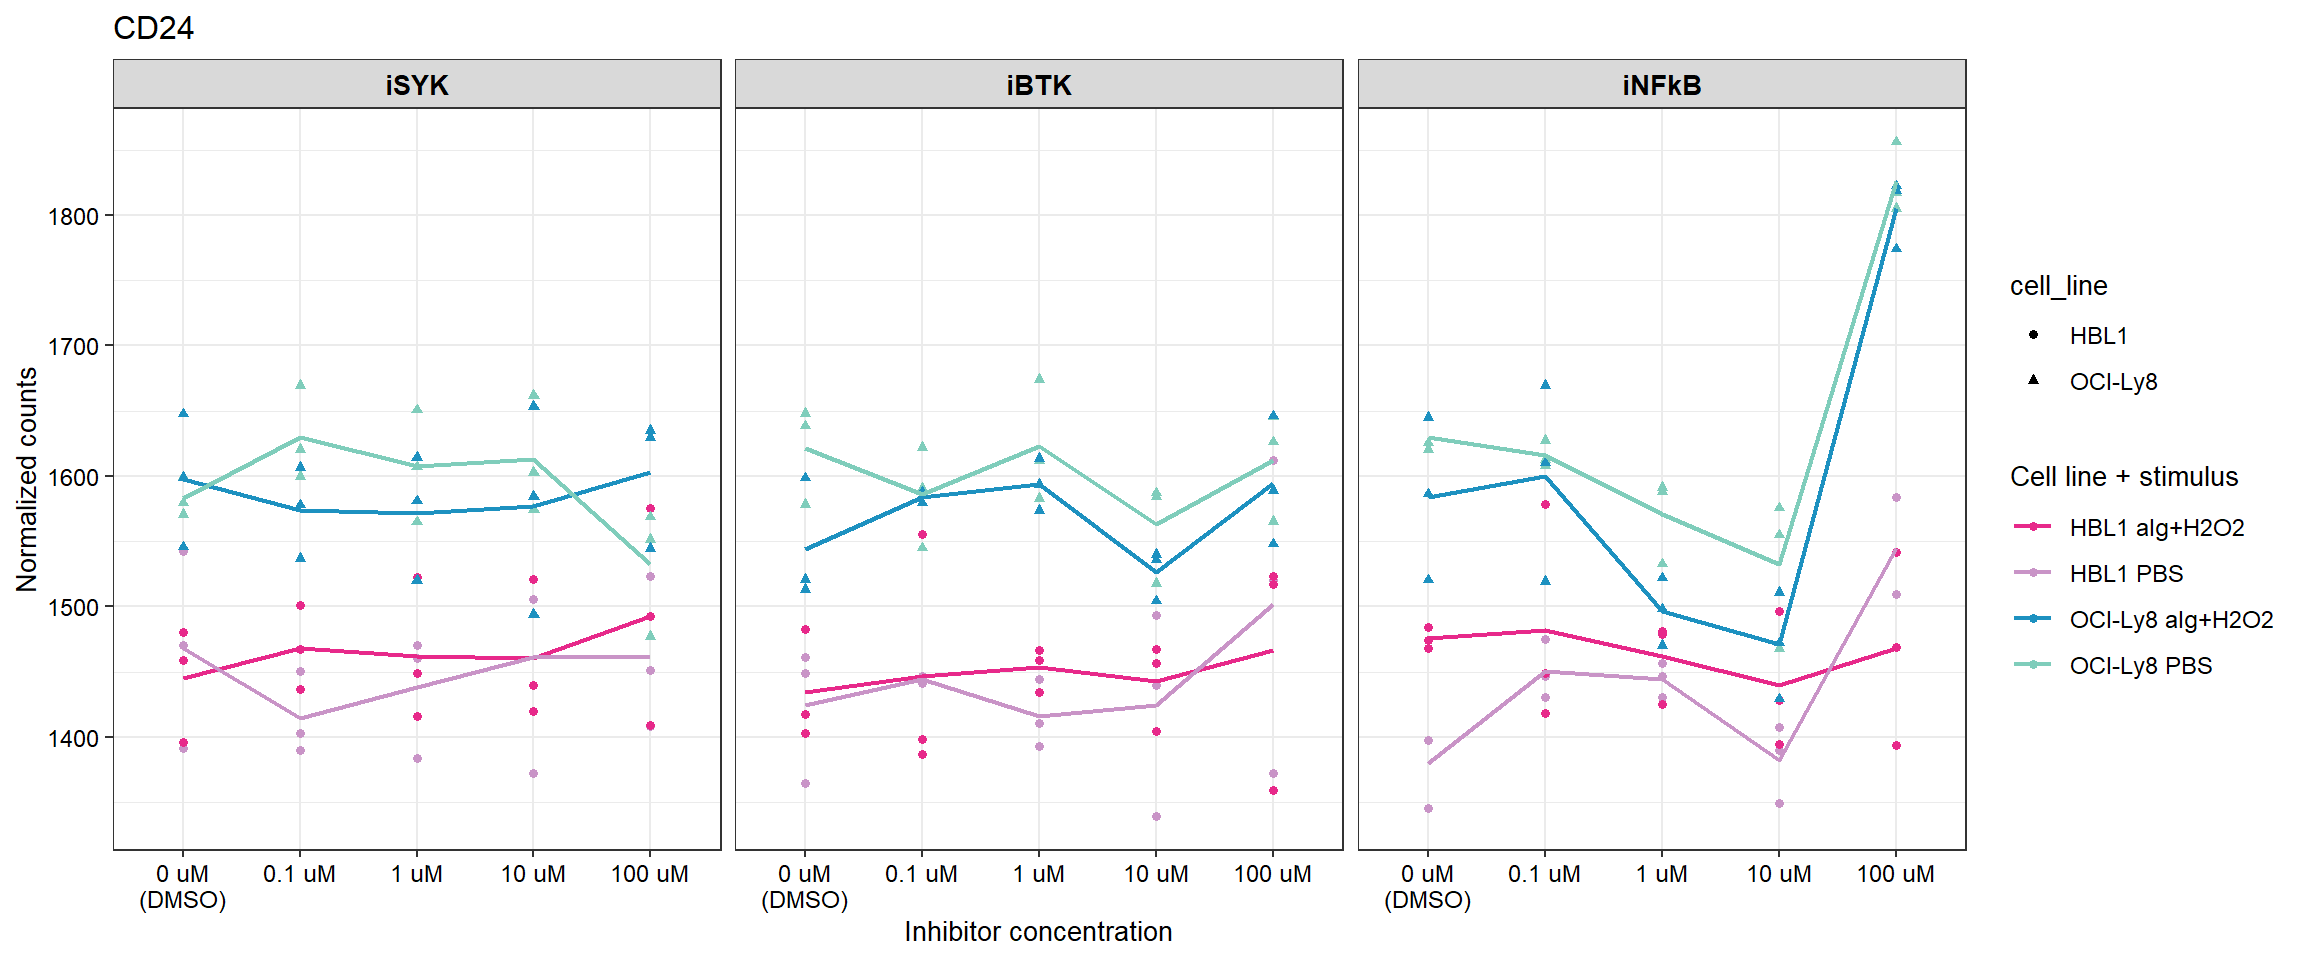 CD24
iSYK
iBTK
iNFkB
1800
1700
1600
1500
1400
Normalized counts
0 uM
(DMSO)
0.1 uM
1 uM
10 uM
100 uM
0 uM
(DMSO)
0.1 uM
1 uM
10 uM
100 uM
0 uM
(DMSO)
0.1 uM
1 uM
10 uM
100 uM
Inhibitor concentration
cell_line
HBL1
OCI-Ly8
Cell line + stimulus
HBL1 aIg+H2O2
HBL1 PBS
OCI-Ly8 aIg+H2O2
OCI-Ly8 PBS